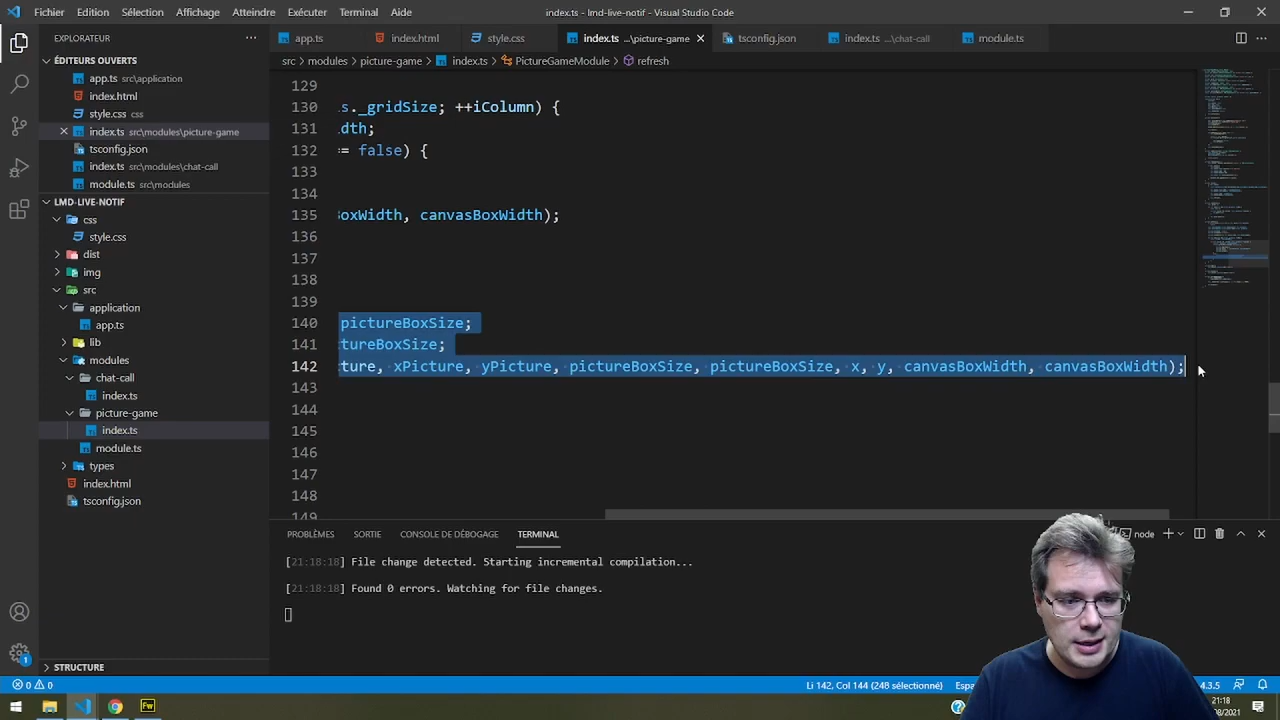 Fichier Edition Sélection Affichage Atteindre Exécuter Terminal Aide index.ts - lmd-live-notif - Visual Studio Code
EXPLORATEUR
app.ts index.html style.css index.ts ...\picture-game tsconfig.json index.ts ...\chat-call module.ts
src > modules > picture-game > index.ts > PictureGameModule > refresh
ÉDITEURS OUVERTS
app.ts src\application
index.html
style.css css
index.ts src\modules\picture-game
tsconfig.json
index.ts src\modules\chat-call
module.ts src\modules
LMD-LIVE-NOTIF
css
style.css
dist
img
src
application
app.ts
lib
modules
chat-call
index.ts
picture-game
index.ts
module.ts
types
index.html
tsconfig.json
STRUCTURE
129
130 s._gridSize; ++iColumn) {
131 dth;
132 == false) {
133
134
135 boxWidth, canvasBoxWidth);
136
137
138
139
140 pictureBoxSize;
141 tureBoxSize;
142 ture, xPicture, yPicture, pictureBoxSize, pictureBoxSize, x, y, canvasBoxWidth, canvasBoxWidth);
143
144
145
146
147
148
149
PROBLÈMES SORTIE CONSOLE DE DÉBOGAGE TERMINAL node
[21:18:18] File change detected. Starting incremental compilation...
[21:18:18] Found 0 errors. Watching for file changes.
0 0 Li 142, Col 144 (248 sélectionné) Espa 4.3.5
1
Fw
21:18
/08/2021